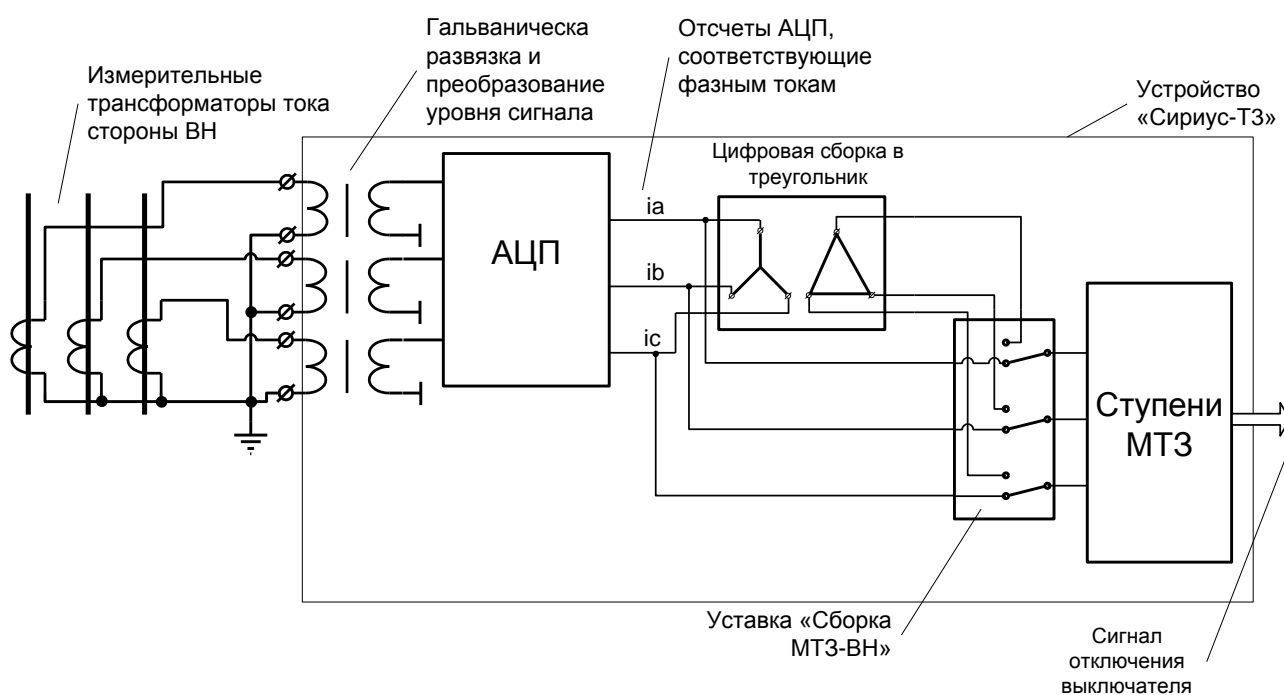 Гальваническа
развязка и
преобразование
уровня сигнала
Отсчеты АЦП,
соответствующие
фазным токам
Измерительные
трансформаторы тока
стороны ВН
Устройство
«Сириус-Т3»
Цифровая сборка в
треугольник
АЦП
ia
ib
ic
Ступени
МТЗ
Уставка «Сборка
МТЗ-ВН»
Сигнал
отключения
выключателя